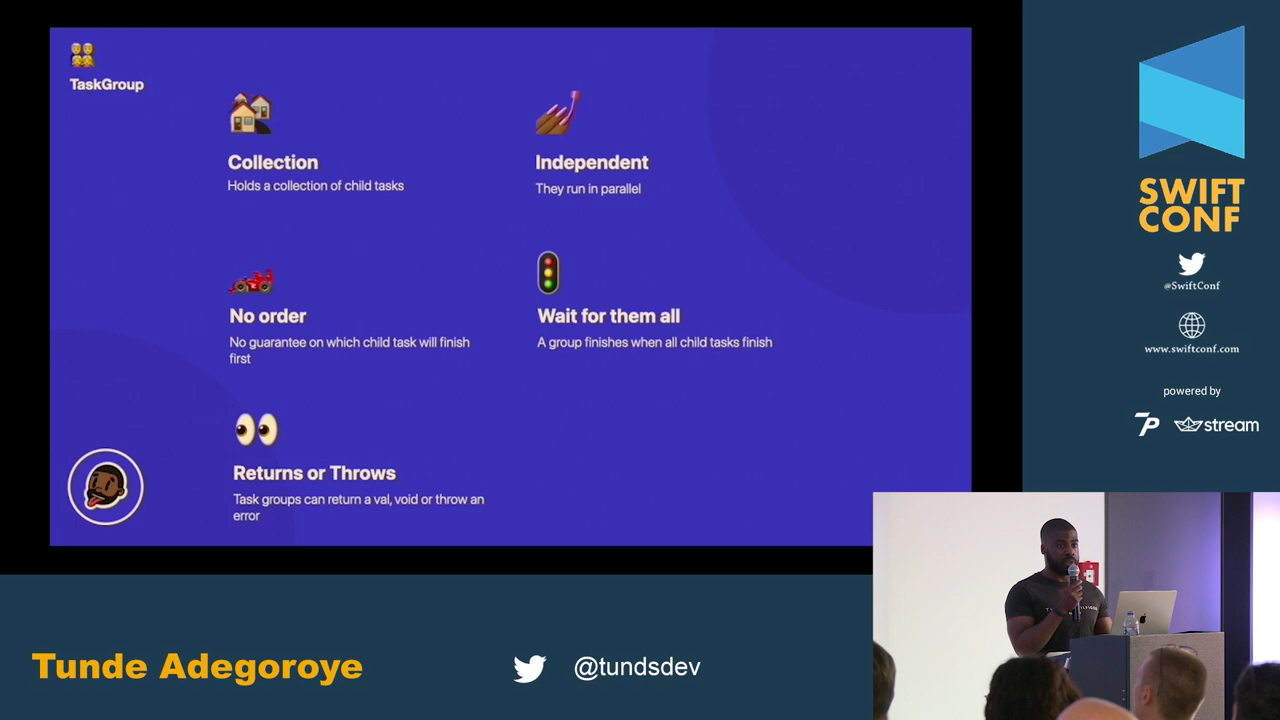 TaskGroup
Collection
Holds a collection of child tasks
Independent
They run in parallel
No order
No guarantee on which child task will finish
first
Wait for them all
A group finishes when all child tasks finish
Returns or Throws
Task groups can return a val, void or throw an
error
SWIFT
CONF
@SwiftConf
www.swiftconf.com
powered by
7P
stream
Tunde Adegoroye
@tundsdev